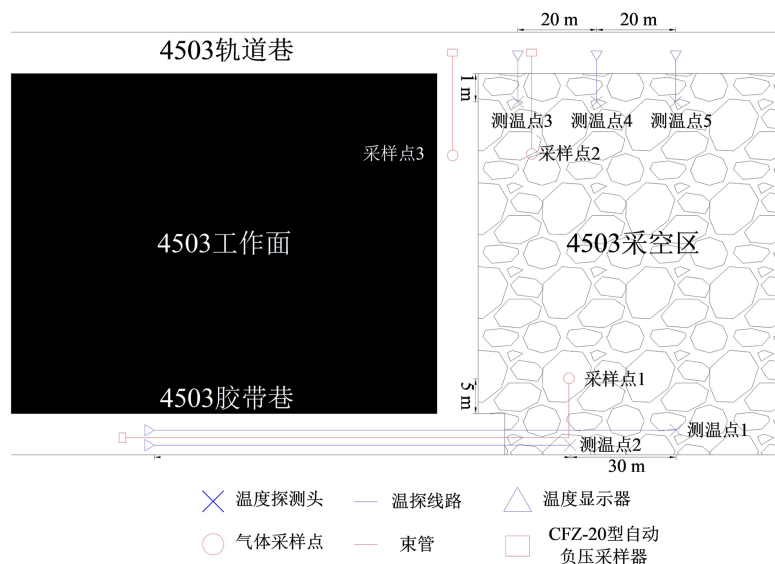 20 m 20 m
4503轨道巷
1 m
测温点3 测温点4 测温点5
采样点3 采样点2
4503工作面 4503采空区
采样点1
4503胶带巷
5 m
测温点1
测温点2
30 m
温度探测头 温探线路 温度显示器
气体采样点 束管 CFZ-20型自动
负压采样器